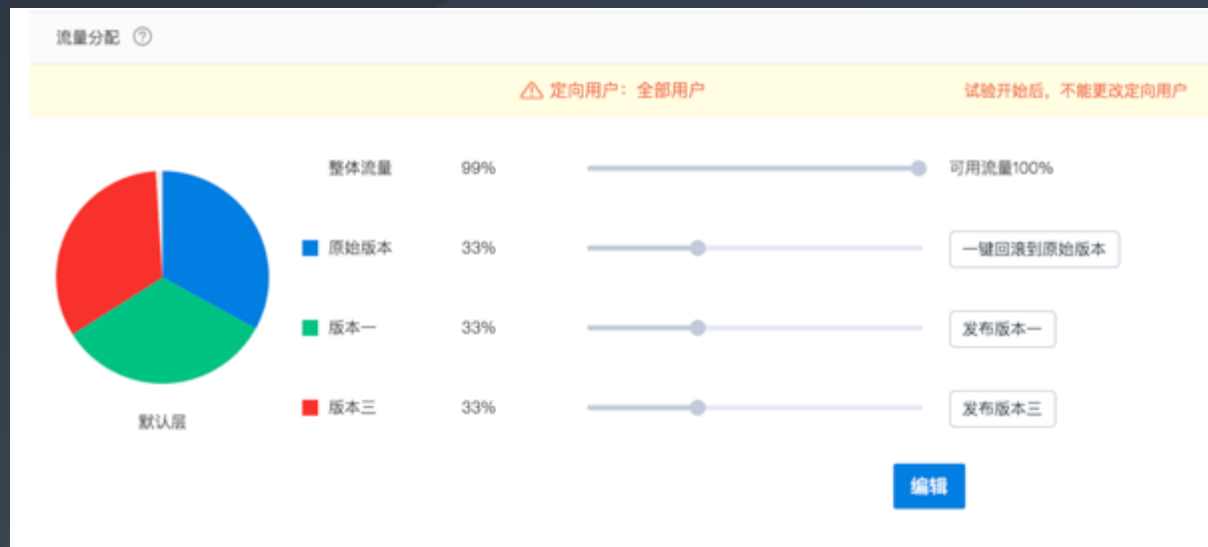 流量分配 ?
定向用户：全部用户 试验开始后，不能更改定向用户
整体流量 99% 可用流量100%
原始版本 33% 一键回滚到原始版本
版本一 33% 发布版本一
版本三 33% 发布版本三
默认层
编辑